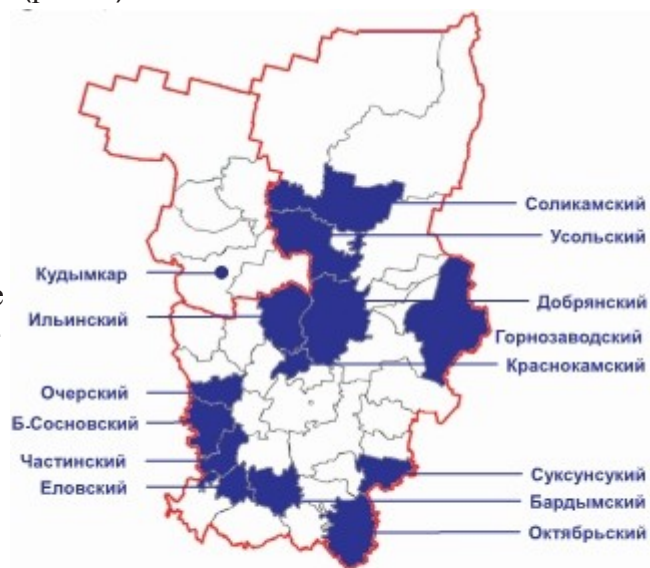 Соликамский
Усольский
Кудымкар
е
Добрянский
Ильинский
Горнозаводский
Краснокамский
Очерский
Б-Сосновский
Частинский
Суксунсукий
Еловский
Бардымский
Октябрьский